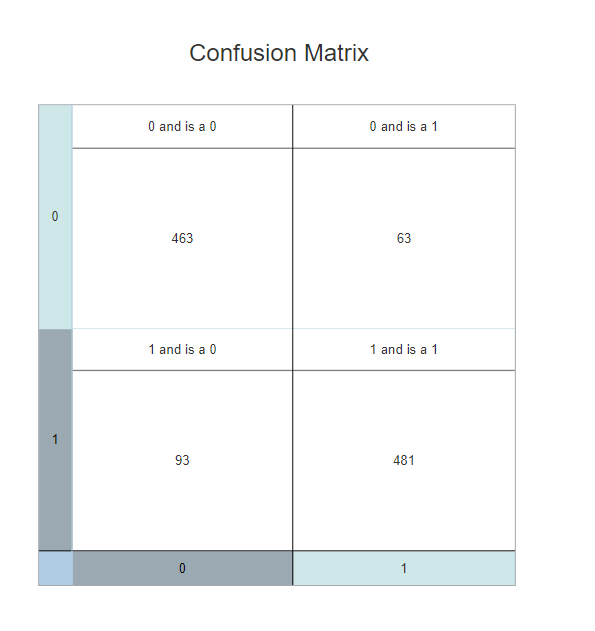 Confusion Matrix
0 and is a 0
0 and is a 1
0
463
63
1 and is a 0
1 and is a 1
1
93
481
0
1